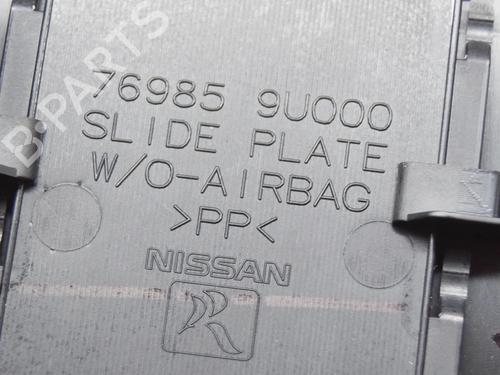 B-PARTS
76985 9U000
SLIDE PLATE
W/O-AIRBAG
>PP<
NISSAN